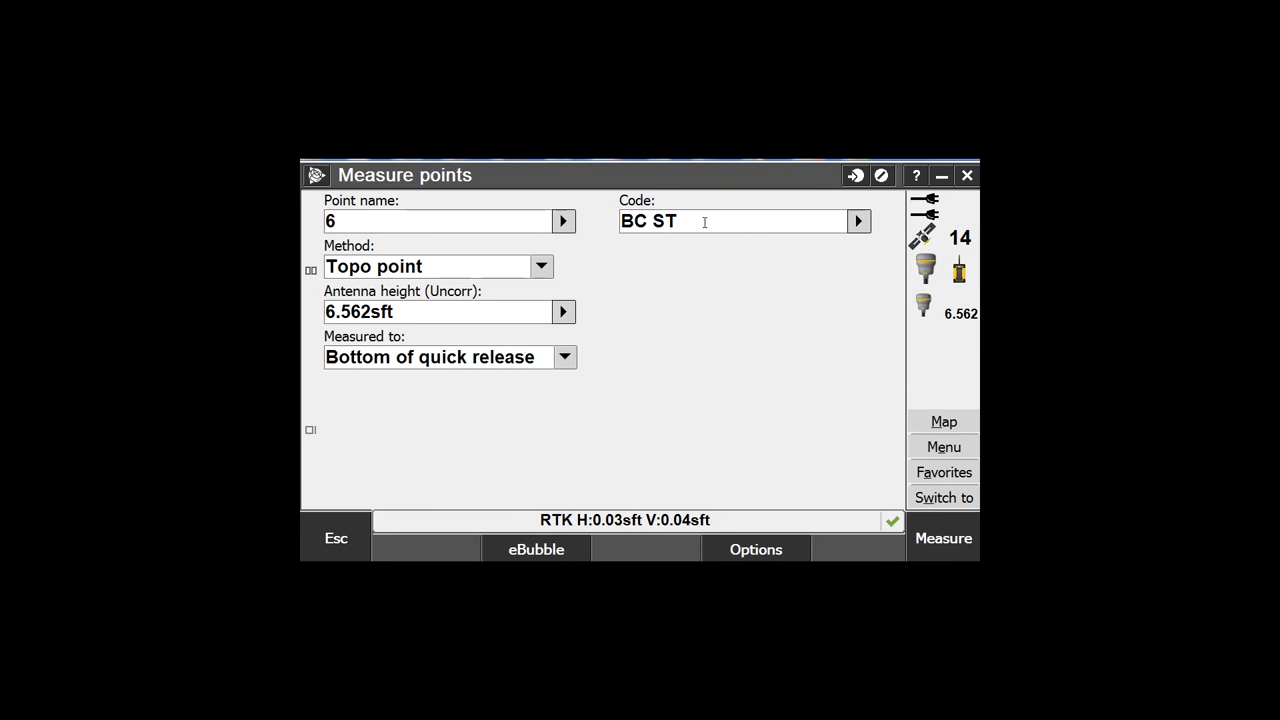 Measure points
?
Point name:
6
Code:
BC ST
Method:
Topo point
Antenna height (Uncorr):
6.562sft
Measured to:
Bottom of quick release
14
6.562
Map
Menu
Favorites
Switch to
RTK H:0.03sft V:0.04sft
Esc
eBubble
Options
Measure